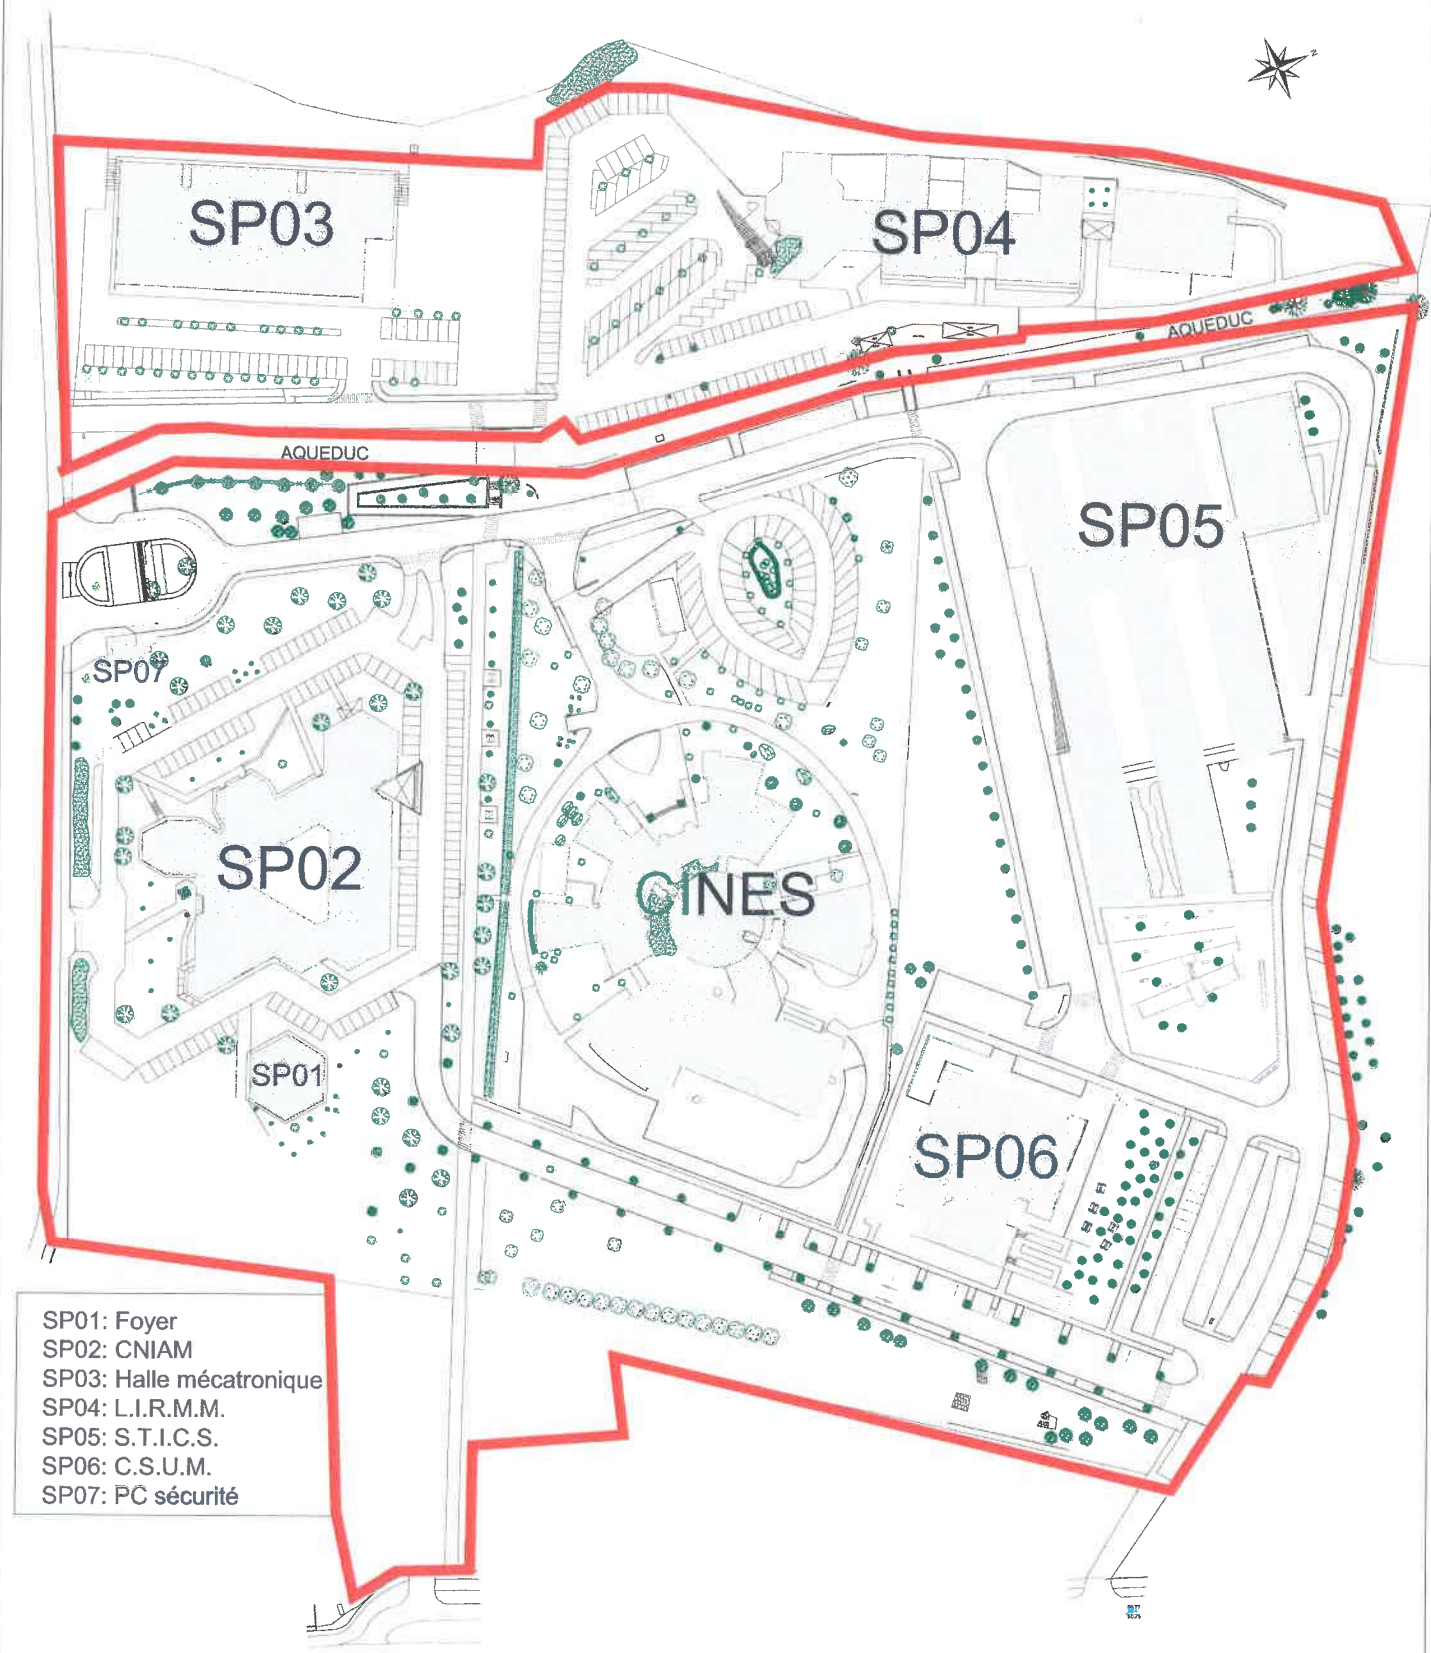 Z
SP03
SP04
AQUEDUC
AQUEDUC
SP05
SP07
SP02
CINES
SP01
SP06
SP01: Foyer
SP02: CNIAM
SP03: Halle mécatronique
SP04: L.I.R.M.M.
SP05: S.T.I.C.S.
SP06: C.S.U.M.
SP07: PC sécurité